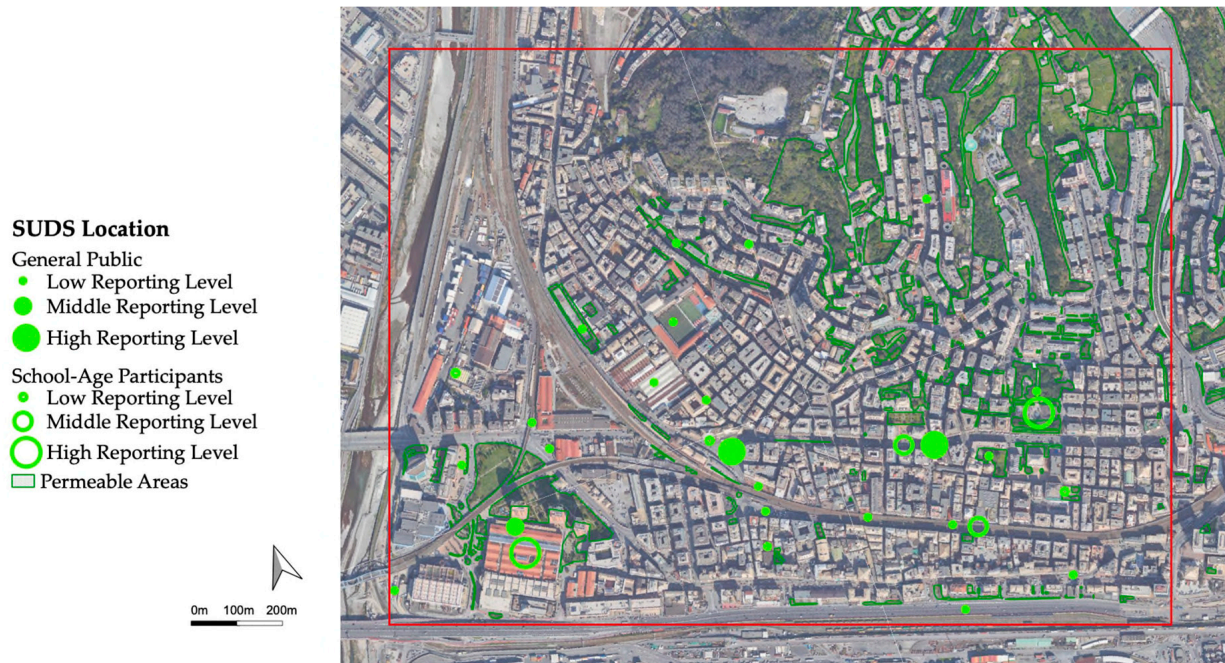 SUDS Location
General Public
Low Reporting Level
Middle Reporting Level
High Reporting Level
School-Age Participants
Low Reporting Level
Middle Reporting Level
High Reporting Level
Permeable Areas
0m 100m 200m